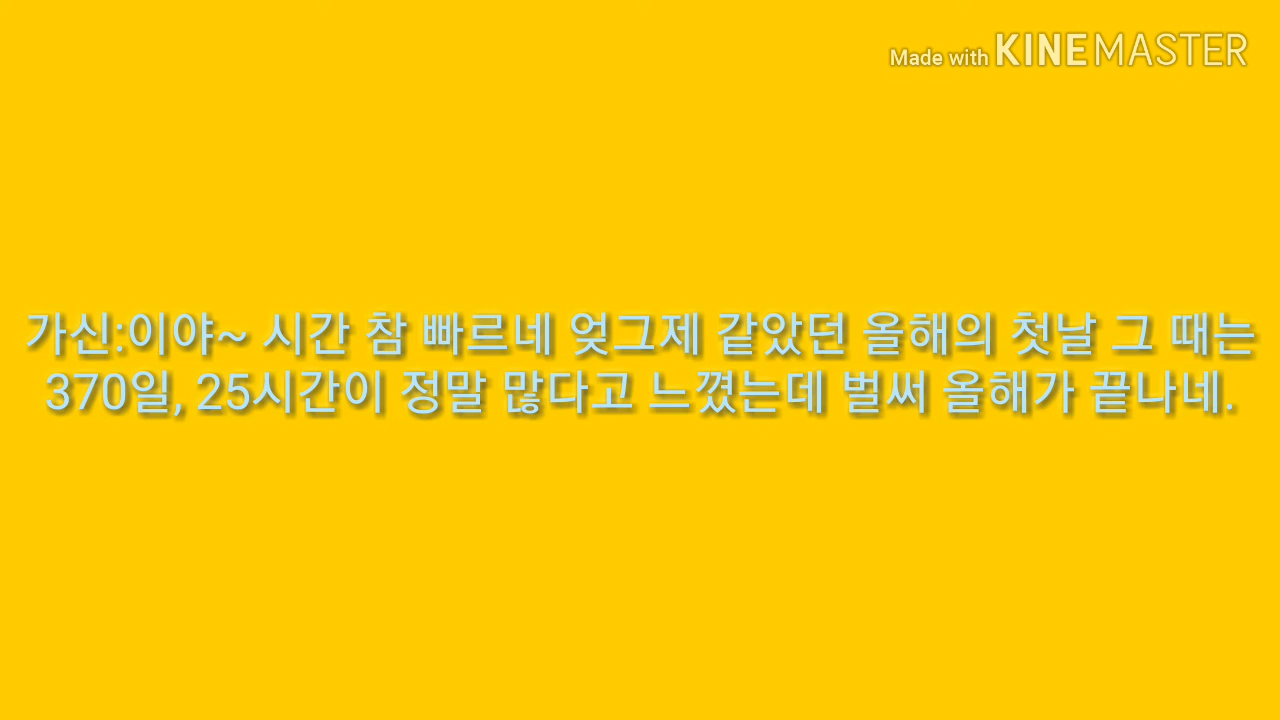 Made with KINEMASTER
가신:이야~ 시간 참 빠르네 엊그제 같았던 올해의 첫날 그 때는
370일, 25시간이 정말 많다고 느꼈는데 벌써 올해가 끝나네.